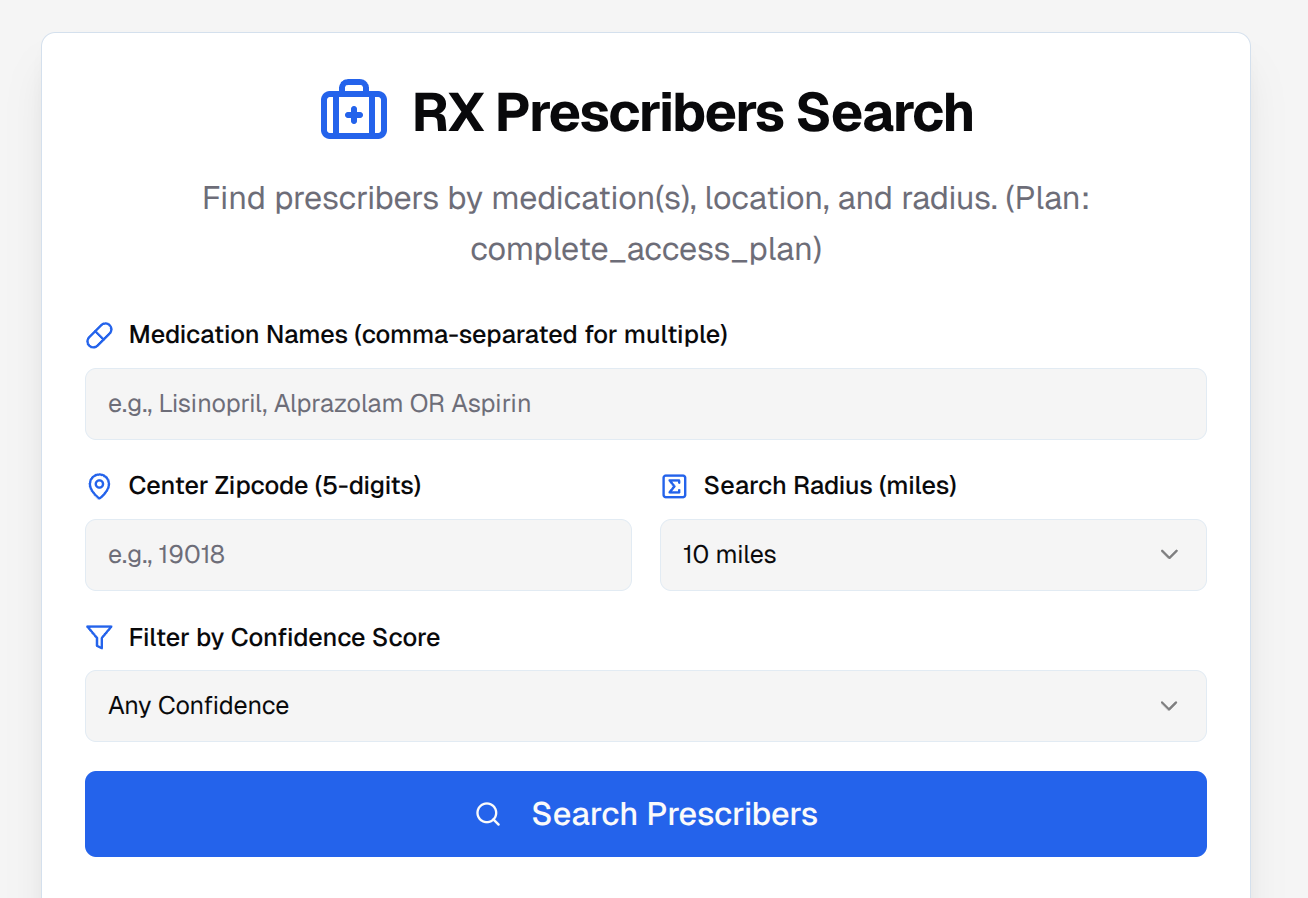 RX Prescribers Search
Find prescribers by medication(s), location, and radius. (Plan:
complete_access_plan)
Medication Names (comma-separated for multiple)
e.g., Lisinopril, Alprazolam OR Aspirin
Center Zipcode (5-digits)
e.g., 19018
Search Radius (miles)
10 miles
Filter by Confidence Score
Any Confidence
Search Prescribers